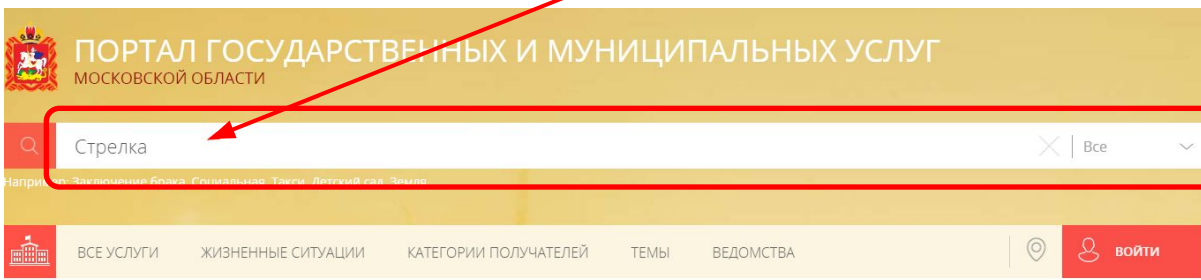 ПОРТАЛ ГОСУДАРСТВЕННЫХ И МУНИЦИПАЛЬНЫХ УСЛУГ
МОСКОВСКОЙ ОБЛАСТИ
Стрелка
Все
Например: Заключение брака, Социальная, Такси, Детский сад, Земля
ВСЕ УСЛУГИ ЖИЗНЕННЫЕ СИТУАЦИИ КАТЕГОРИИ ПОЛУЧАТЕЛЕЙ ТЕМЫ ВЕДОМСТВА ВОЙТИ